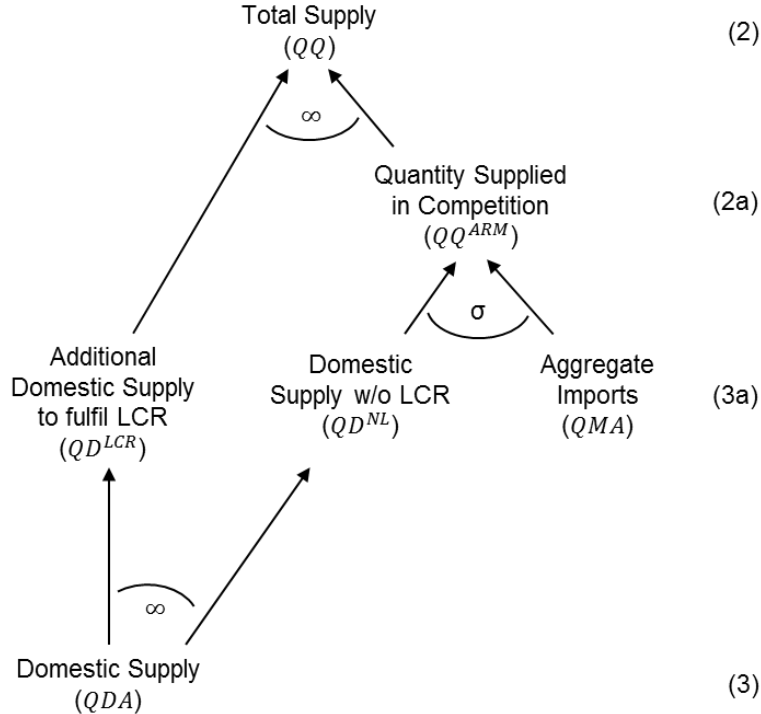 Total Supply
(QQ)
(2)
∞
Quantity Supplied
in Competition
(QQ^ARM)
(2a)
σ
Additional
Domestic Supply
to fulfil LCR
(QD^LCR)
Domestic
Supply w/o LCR
(QD^NL)
Aggregate
Imports
(QMA)
(3a)
∞
Domestic Supply
(QDA)
(3)